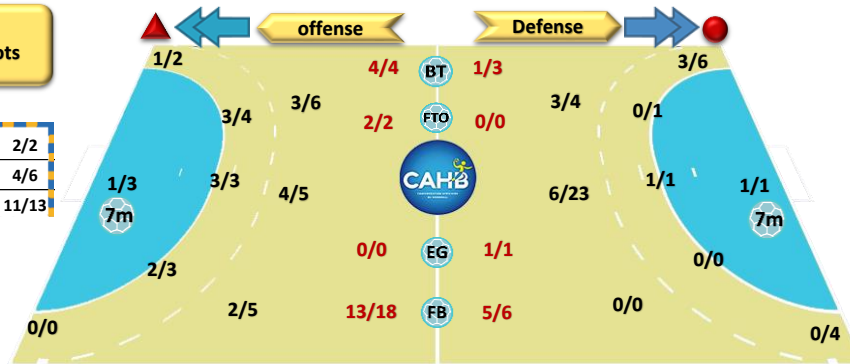 offense
Defense
ots
1/2
3/6
4/4 BT 1/3
3/6
3/4
3/4
0/1
2/2 FTO 0/0
2/2
4/6
11/13
CAHB
3/3
4/5
6/23
1/1
1/3
7m
1/1
7m
0/0 EG 1/1
2/3
0/0
2/5
13/18 FB 5/6
0/0
0/0
0/4